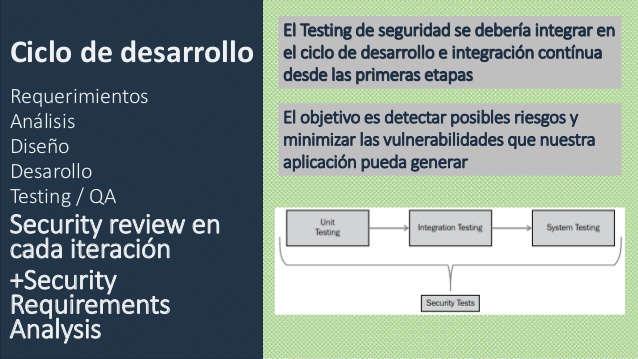 Ciclo de desarrollo
Requerimientos
Análisis
Diseño
Desarollo
Testing / QA
Security review en
cada iteración
+Security
Requirements
Analysis
El Testing de seguridad se debería integrar en
el ciclo de desarrollo e integración contínua
desde las primeras etapas
El objetivo es detectar posibles riesgos y
minimizar las vulnerabilidades que nuestra
aplicación pueda generar
Unit
Testing
Integration Testing
System Testing
Security Tests